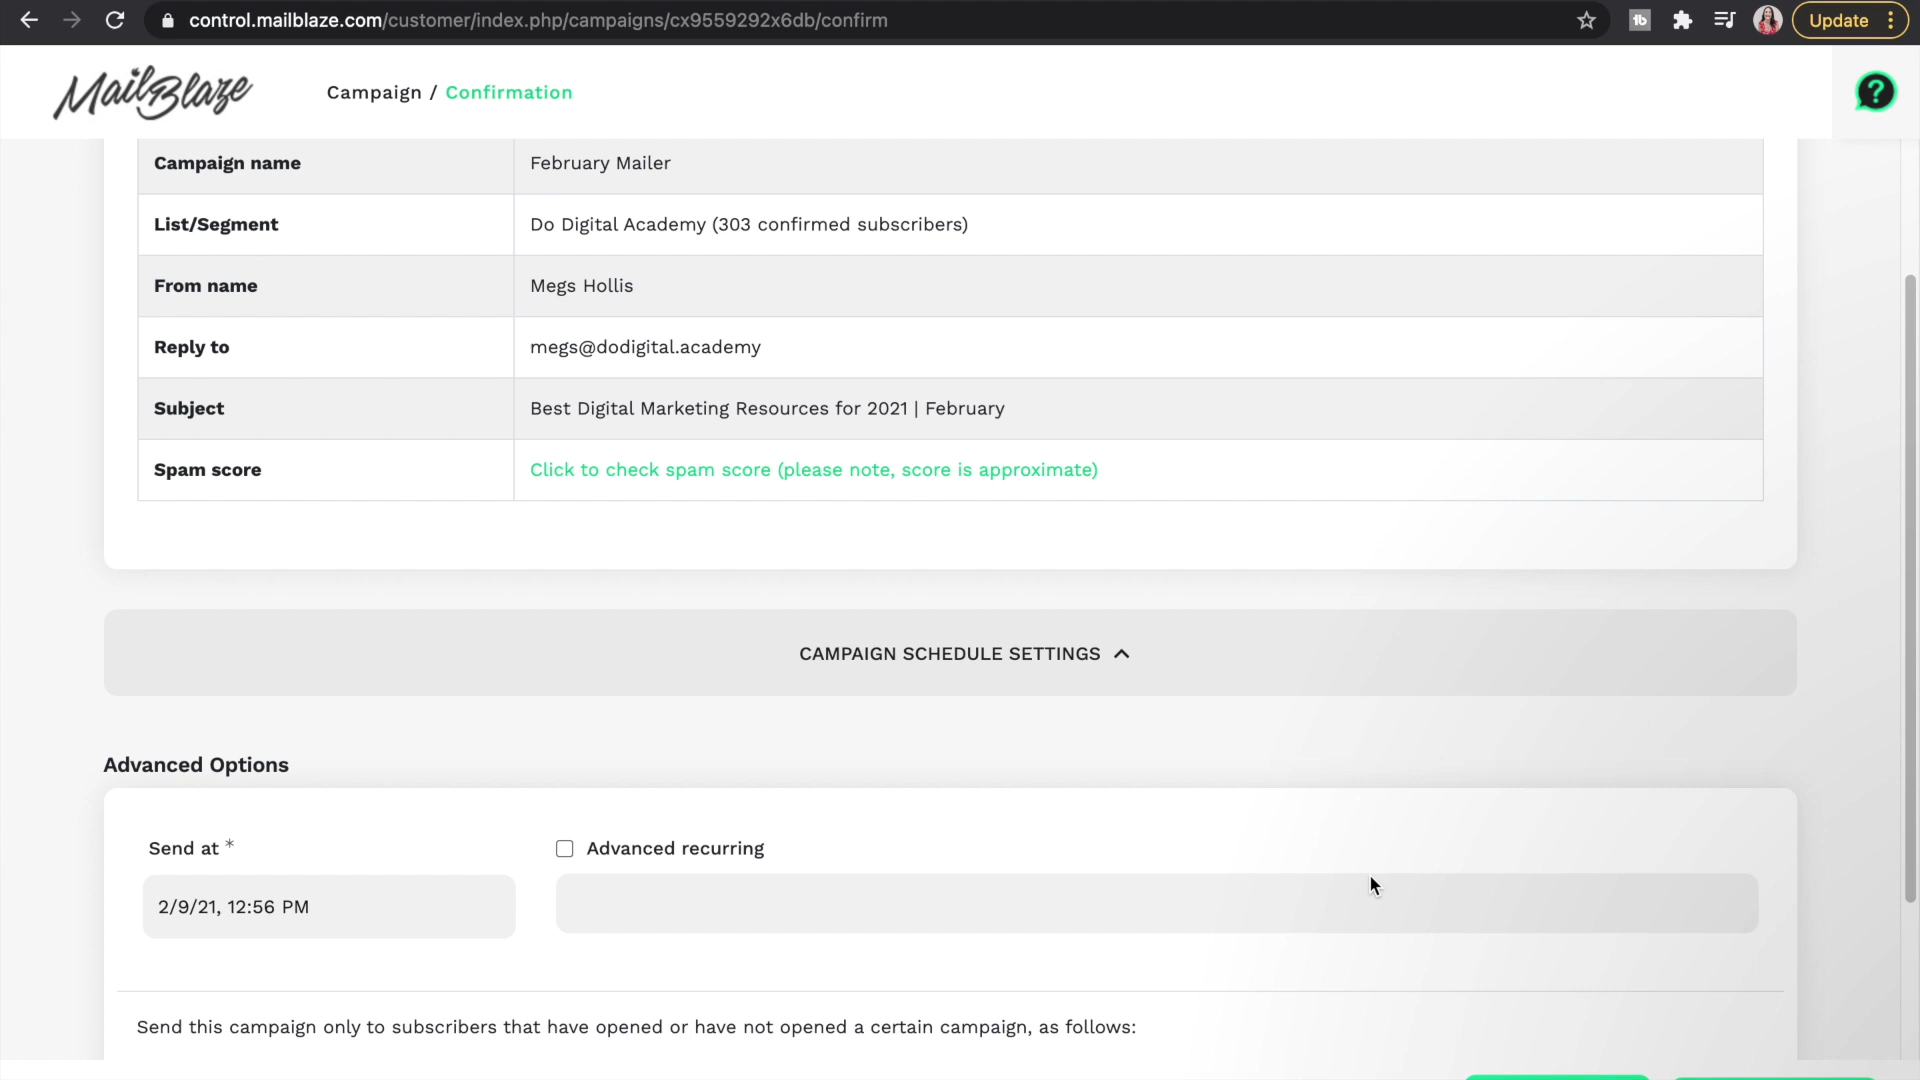 control.mailblaze.com/customer/index.php/campaigns/cx9559292x6db/confirm
Update
MailBlaze
Campaign / Confirmation
?
Campaign name
February Mailer
List/Segment
Do Digital Academy (303 confirmed subscribers)
From name
Megs Hollis
Reply to
megs@dodigital.academy
Subject
Best Digital Marketing Resources for 2021 | February
Spam score
Click to check spam score (please note, score is approximate)
CAMPAIGN SCHEDULE SETTINGS
Advanced Options
Send at *
Advanced recurring
2/9/21, 12:56 PM
Send this campaign only to subscribers that have opened or have not opened a certain campaign, as follows: